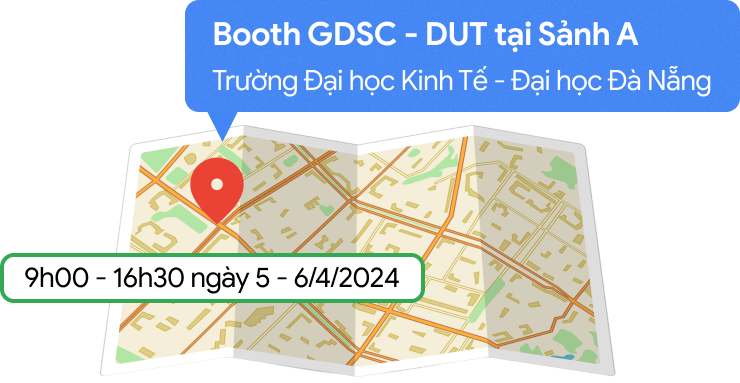 Booth GDSC - DUT tại Sảnh A
Trường Đại học Kinh Tế - Đại học Đà Nẵng
9h00 - 16h30 ngày 5 - 6/4/2024